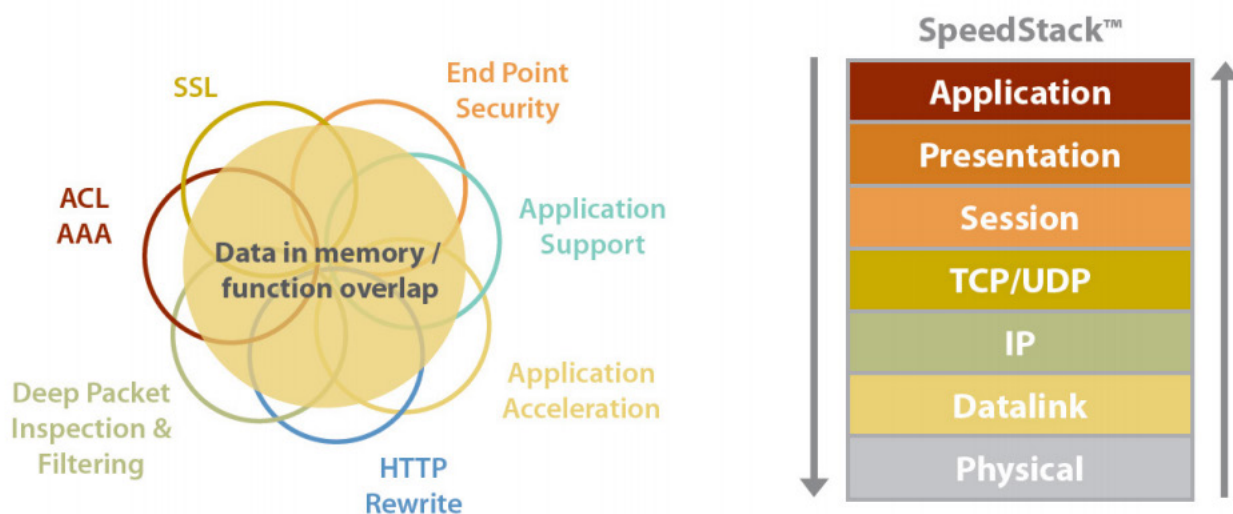 SSL
End Point
Security
ACL
AAA
Application
Support
Data in memory /
function overlap
Deep Packet
Inspection &
Filtering
Application
Acceleration
HTTP
Rewrite
SpeedStack™
Application
Presentation
Session
TCP/UDP
IP
Datalink
Physical